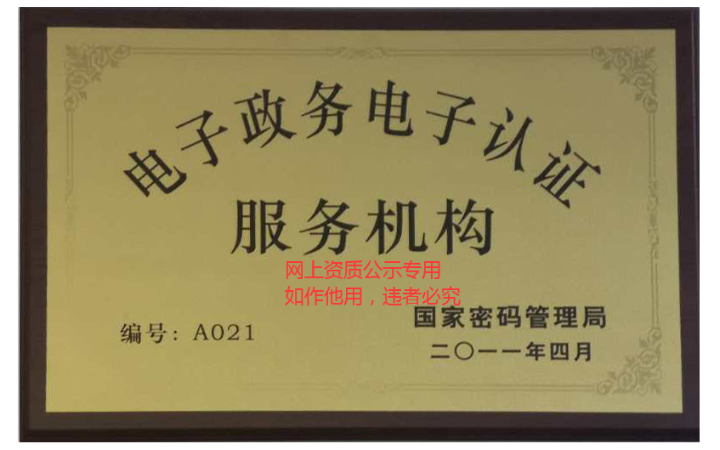 电子政务电子认证
服务机构
网上资质公示专用
如作他用，违者必究
编号：A021
国家密码管理局
二〇一一年四月